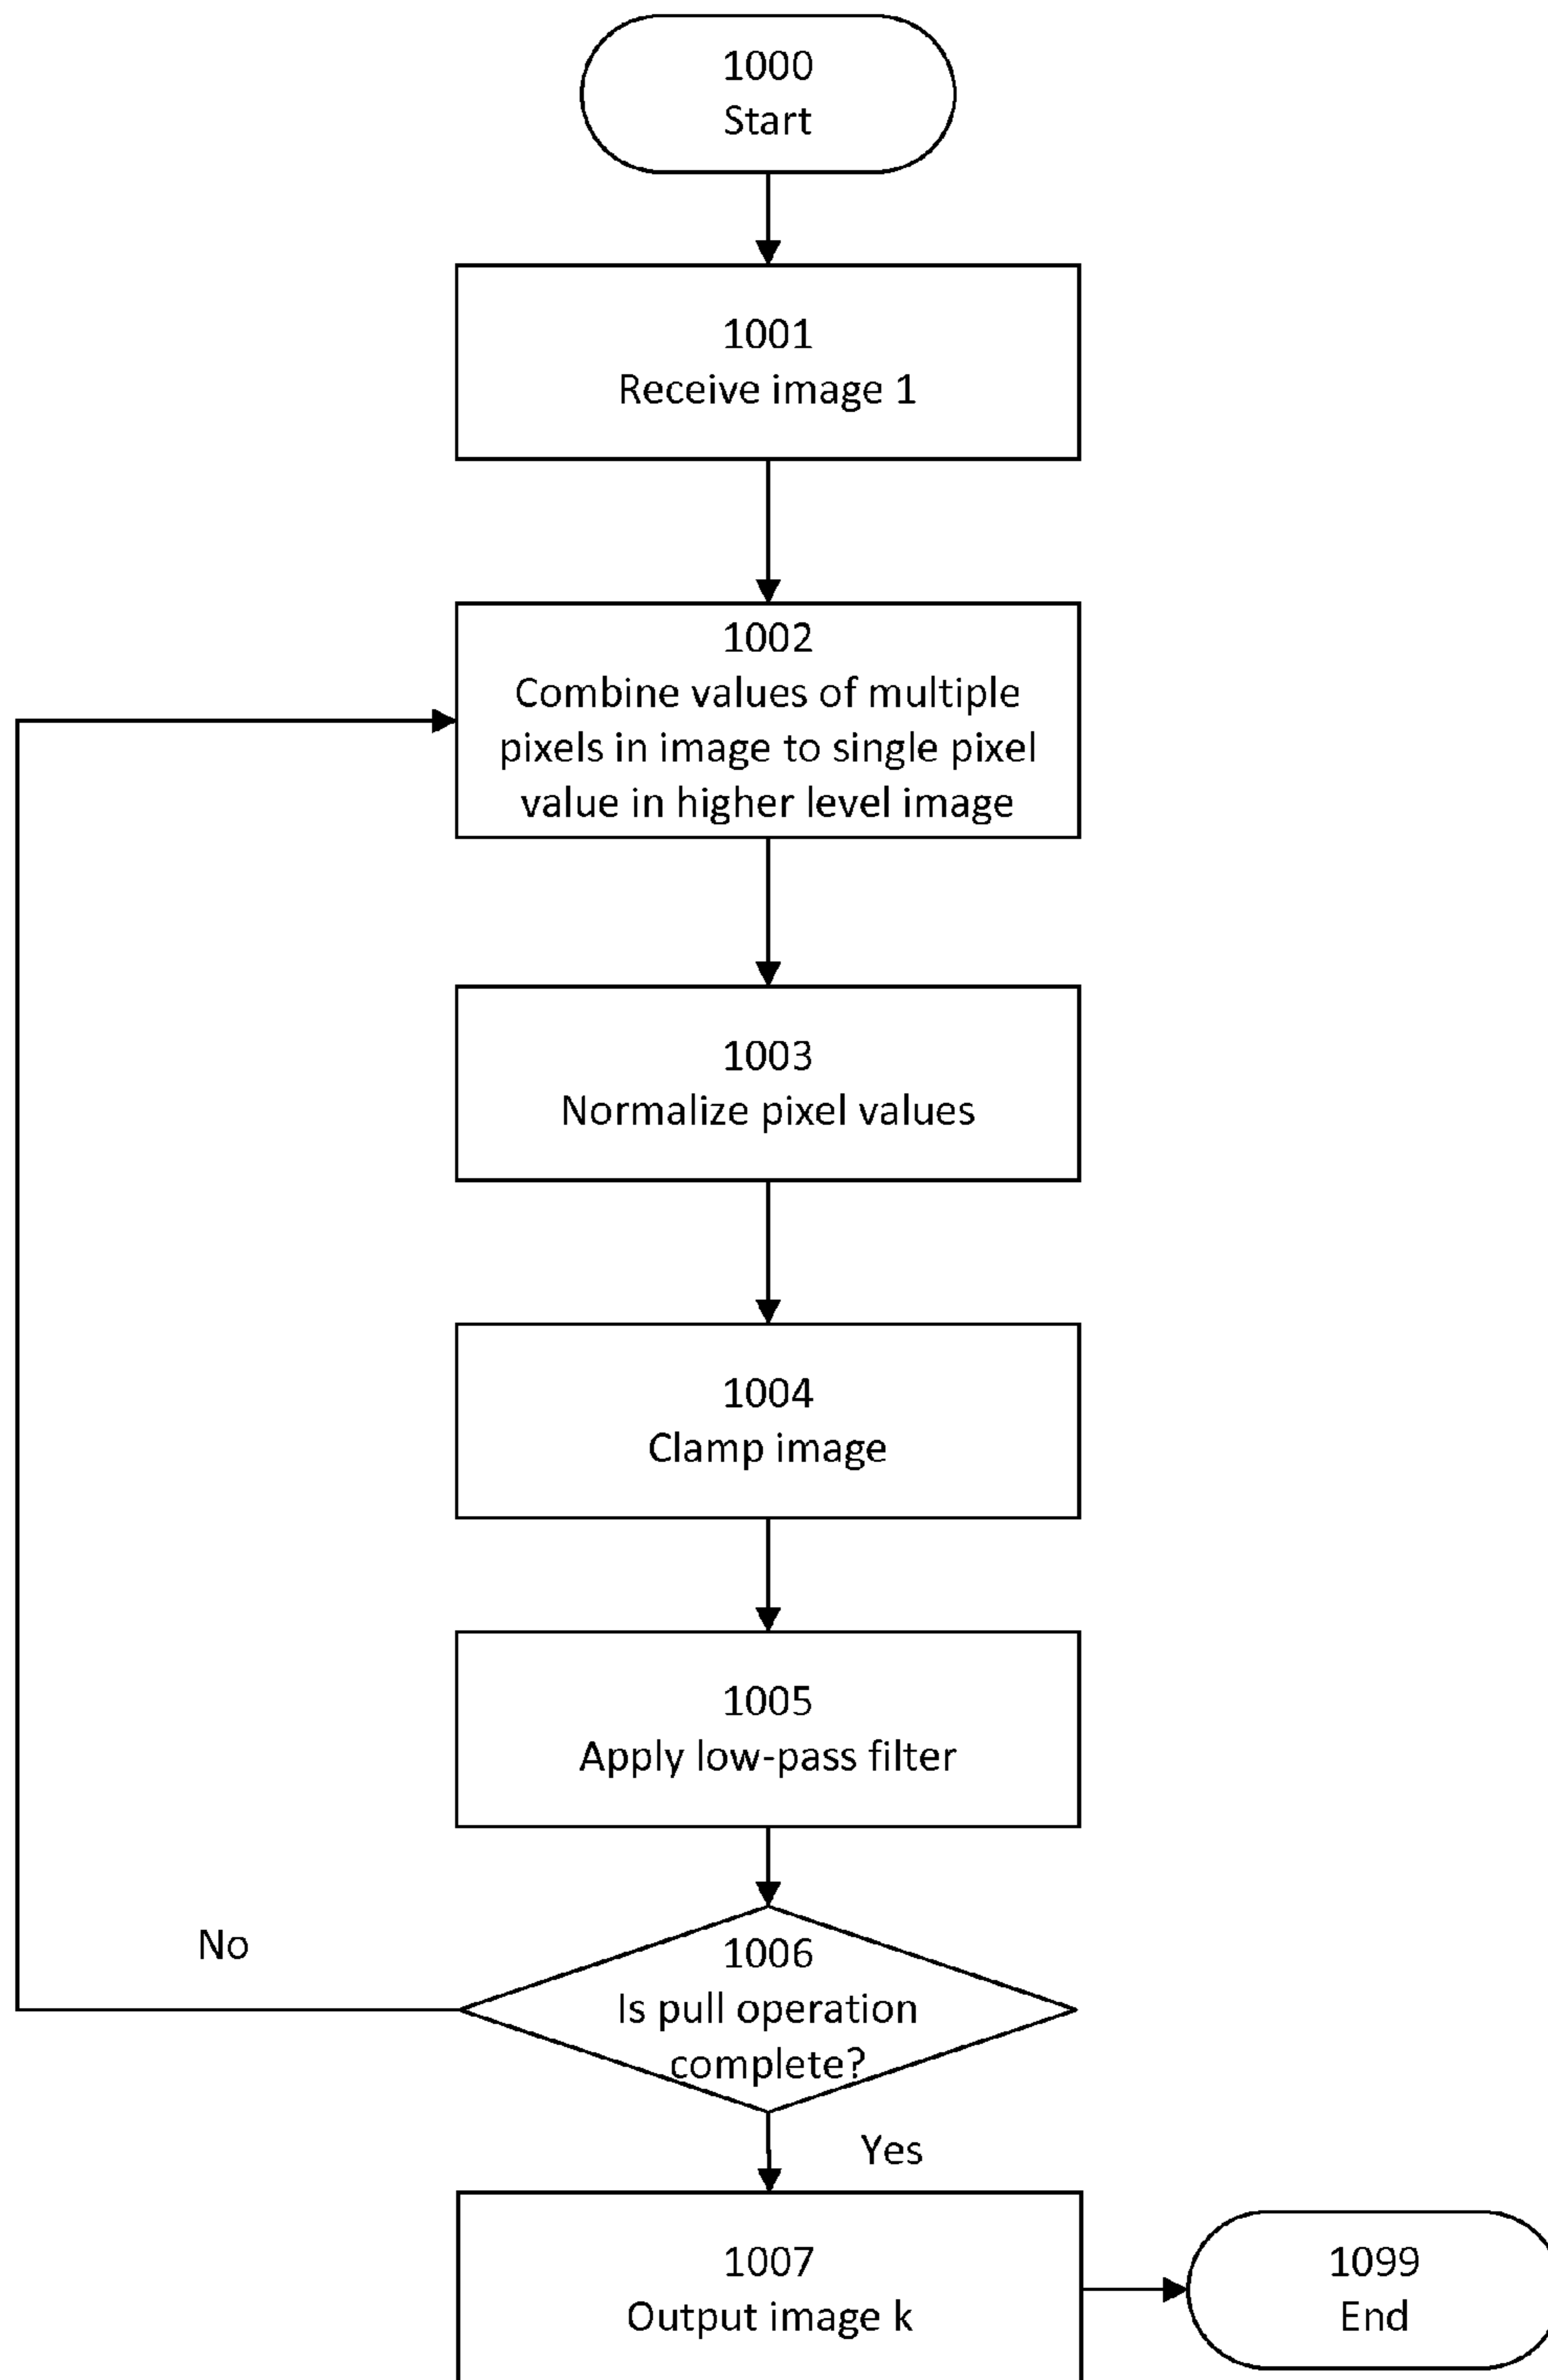 1000
Start
1001
Receive image 1
1002
Combine values of multiple
pixels in image to single pixel
value in higher level image
1003
Normalize pixel values
1004
Clamp image
1005
Apply low-pass filter
No
1006
Is pull operation
complete?
Yes
1007
Output image k
1099
End